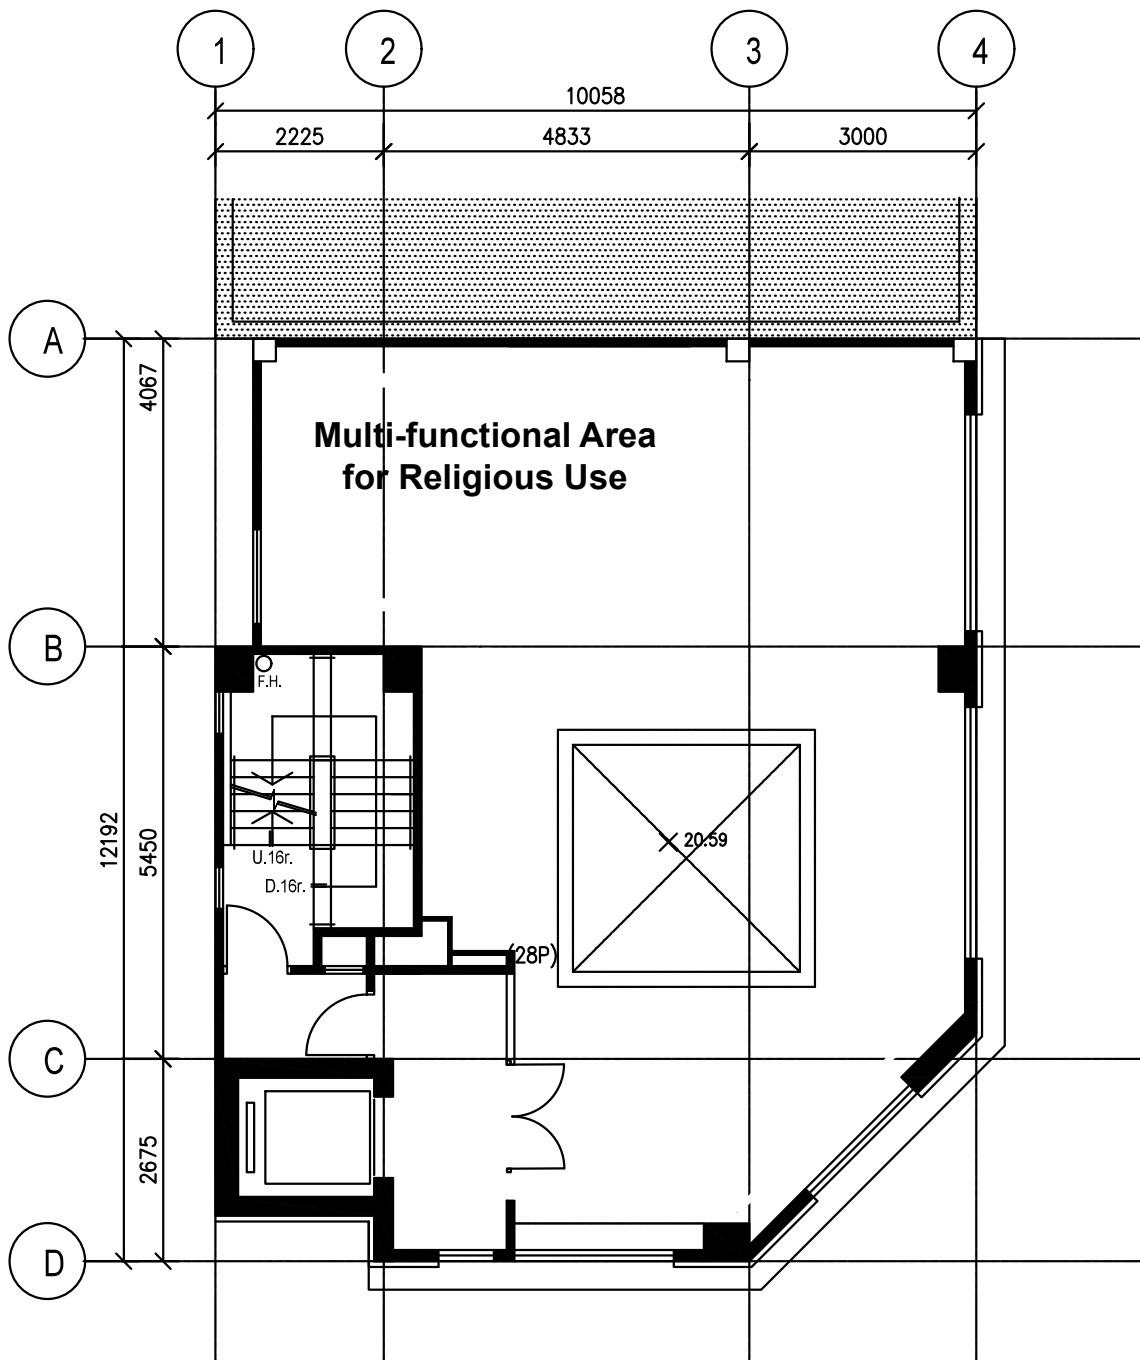 1 2 3 4
10058
2225 4833 3000
A
4067
Multi-functional Area
for Religious Use
B
F.H.
12192
5450
20.59
U.16r.
D.16r.
(28P)
C
2675
D